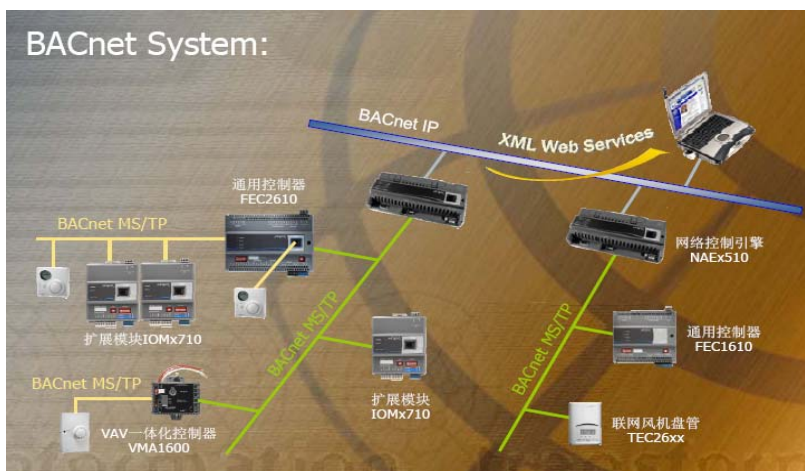 BACnet System:
BACnet IP
XML Web Services
通用控制器
FEC2610
BACnet MS/TP
网络控制引擎
NAEx510
扩展模块IOMx710
BACnet MS/TP
BACnet MS/TP
通用控制器
FEC1610
扩展模块
IOMx710
BACnet MS/TP
VAV一体化控制器
VMA1600
联网风机盘管
TEC26xx